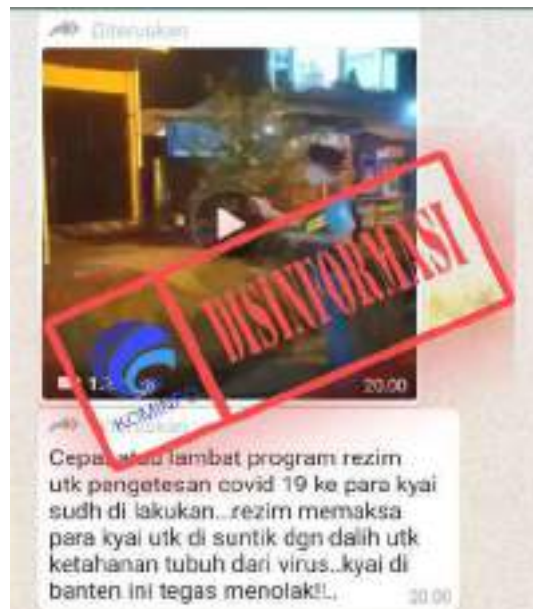 Diteruskan
20.00
DISINFORMASI
lambat program rezim
utk pengetesan covid 19 ke para kyai
sudh di lakukan...rezim memaksa
para kyai utk di suntik dgn dalih utk
ketahanan tubuh dari virus..kyai di
banten ini tegas menolak!!..
20.00